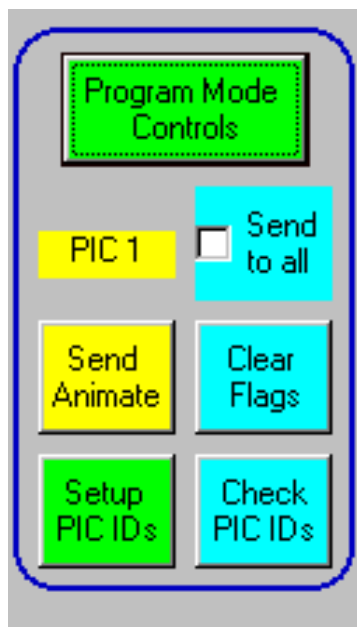 Program Mode
Controls
PIC 1
Send
to all
Send
Animate
Clear
Flags
Setup
PIC IDs
Check
PIC IDs